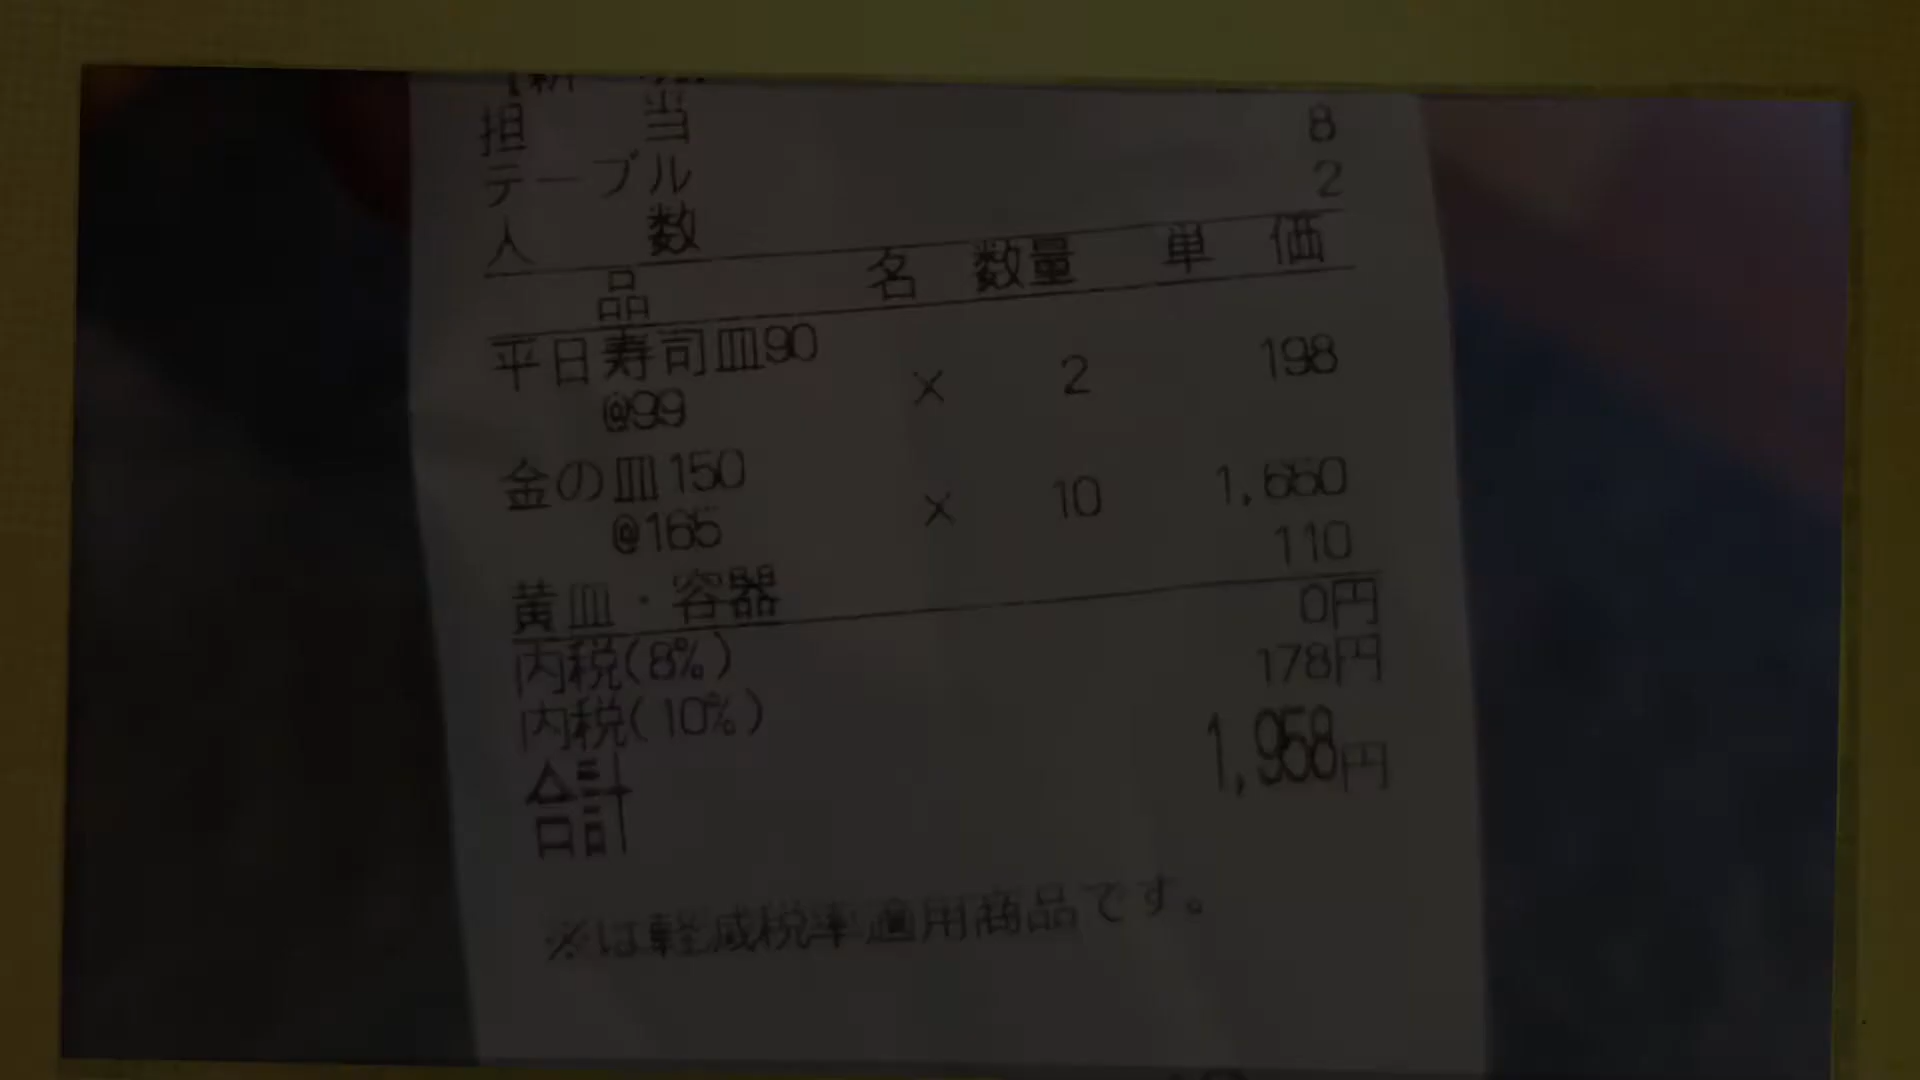 担 当
テーブル 8
人 数 2
品 名 数量 単 価
平日寿司皿90
@99 × 2 198
金の皿150
@165 × 10 1,650
黄皿・容器 110
内税(8%) 0円
内税(10%) 178円
合計 1,958円
※は軽減税率適用商品です。